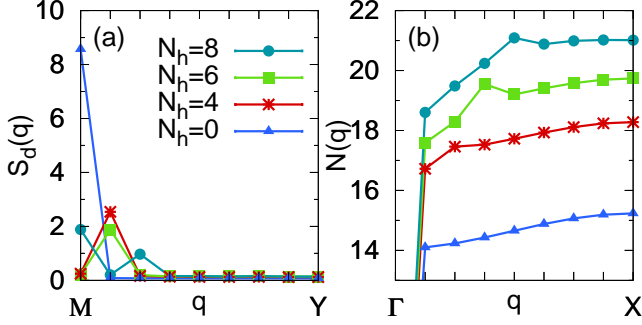 (a)
N_h=8
N_h=6
N_h=4
N_h=0
10
8
6
4
2
0
S_d(q)
M
q
Y
(b)
22
20
18
16
14
N(q)
Γ
q
X